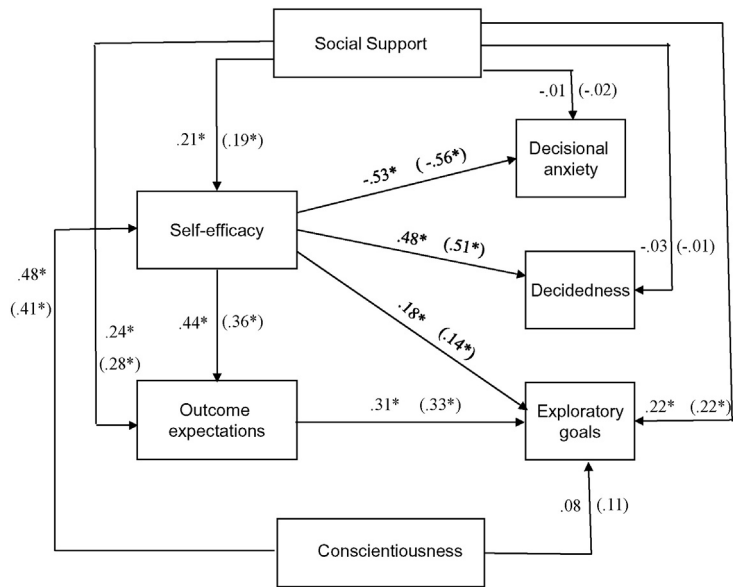 Social Support
-.01 (-.02)
.21* (.19*)
Decisional
anxiety
-.53* (-.56*)
Self-efficacy
.48* (.51*)
-.03 (-.01)
.48*
(.41*)
Decidedness
.18* (.14*)
.44* (.36*)
.24*
(.28*)
Outcome
expectations
.31* (.33*)
Exploratory
goals
.22* (.22*)
.08 (.11)
Conscientiousness